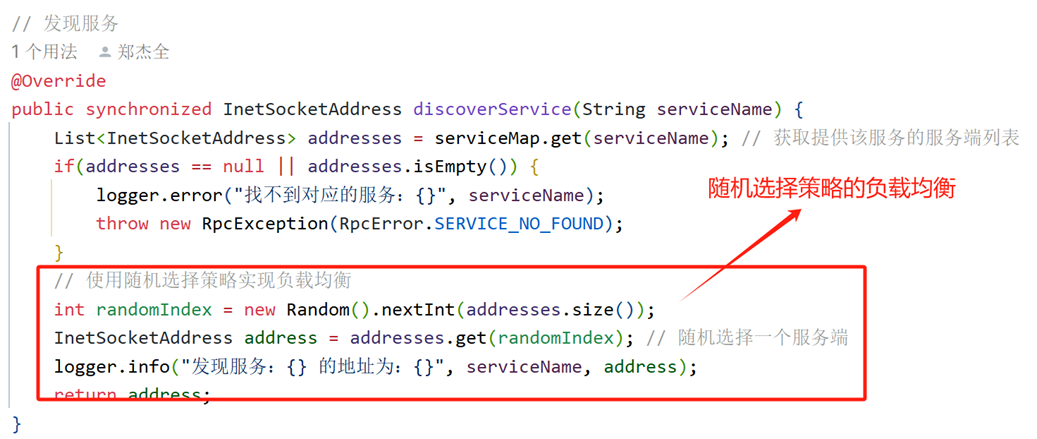 // 发现服务
1 个用法 郑杰全
@Override
public synchronized InetSocketAddress discoverService(String serviceName) {
List<InetSocketAddress> addresses = serviceMap.get(serviceName); // 获取提供该服务的服务端列表
if(addresses == null || addresses.isEmpty()) {
logger.error("找不到对应的服务：{}", serviceName);
随机选择策略的负载均衡
throw new RpcException(RpcError.SERVICE_NO_FOUND);
}
// 使用随机选择策略实现负载均衡
int randomIndex = new Random().nextInt(addresses.size());
InetSocketAddress address = addresses.get(randomIndex); // 随机选择一个服务端
logger.info("发现服务：{} 的地址为：{}", serviceName, address);
return address;
}